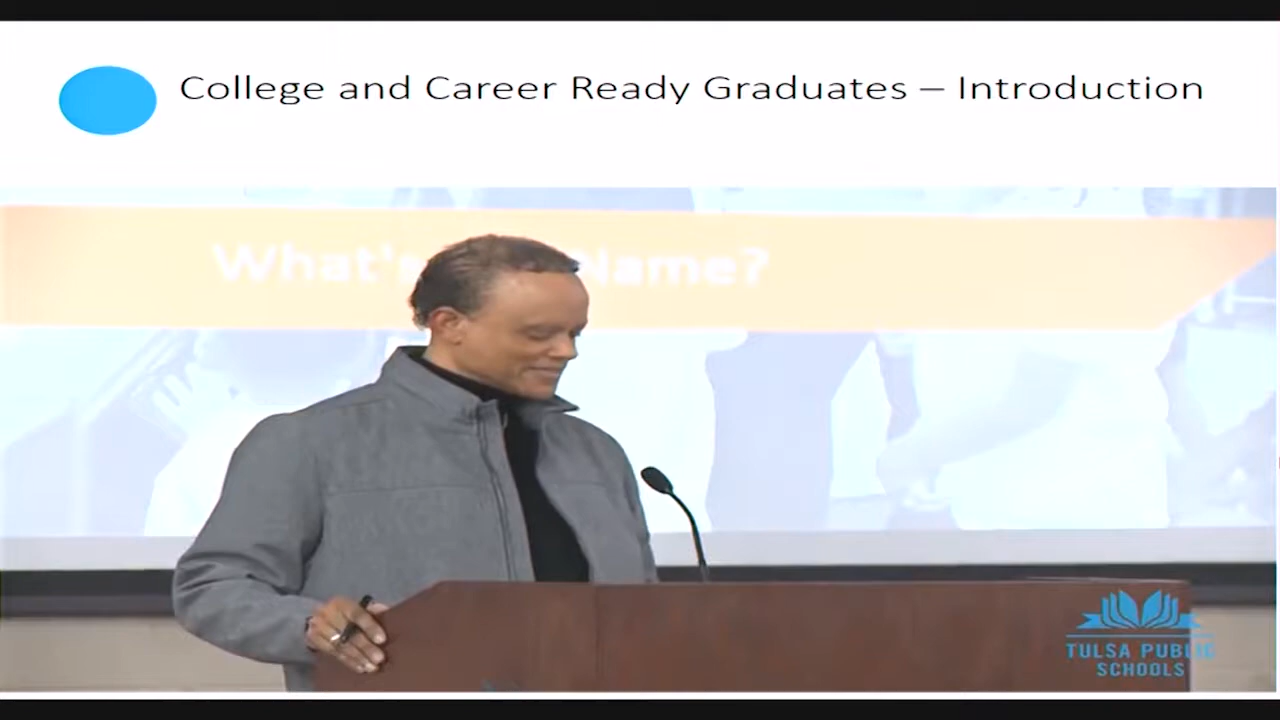 College and Career Ready Graduates – Introduction
What's Name?
TULSA PUBLIC
SCHOOLS